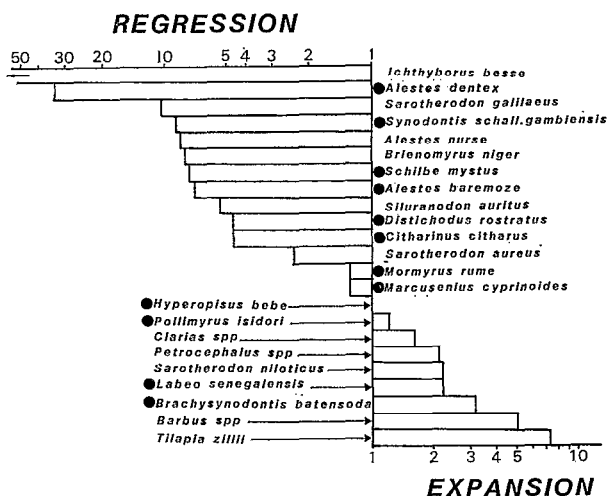 REGRESSION
50 30 20 10 5 4 3 2 1
Ichthyborus besse
Alestes dentex
Sarotherodon galilaeus
Synodontis schall.gambiensis
Alestes nurse
Brienomyrus niger
Schilbe mystus
Alestes baremoze
Siluranodon auritus
Distichodus rostratus
Citharinus citharus
Sarotherodon aureus
Mormyrus rume
Marcusenius cyprinoides
Hyperopisus bebe
Pollimyrus isidori
Clarias spp
Petrocephalus spp
Sarotherodon niloticus
Labeo senegalensis
Brachysynodontis batensoda
Barbus spp
Tilapia zillii
1 2 3 4 5 10
EXPANSION